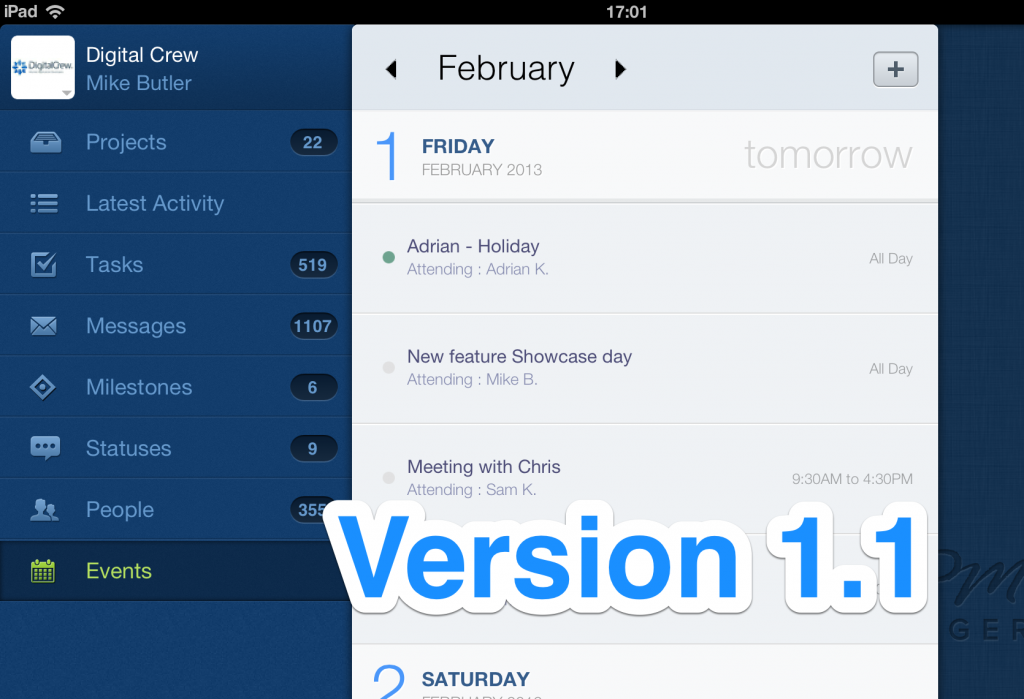 iPad
17:01
DigitalCrew
Digital Crew
Mike Butler
Projects 22
Latest Activity
Tasks 519
Messages 1107
Milestones 6
Statuses 9
People 355
Events
February
+
1 FRIDAY
FEBRUARY 2013
tomorrow
Adrian - Holiday
Attending : Adrian K.
All Day
New feature Showcase day
Attending : Mike B.
All Day
Meeting with Chris
Attending : Sam K.
9:30AM to 4:30PM
Version 1.1
2 SATURDAY
FEBRUARY 2013